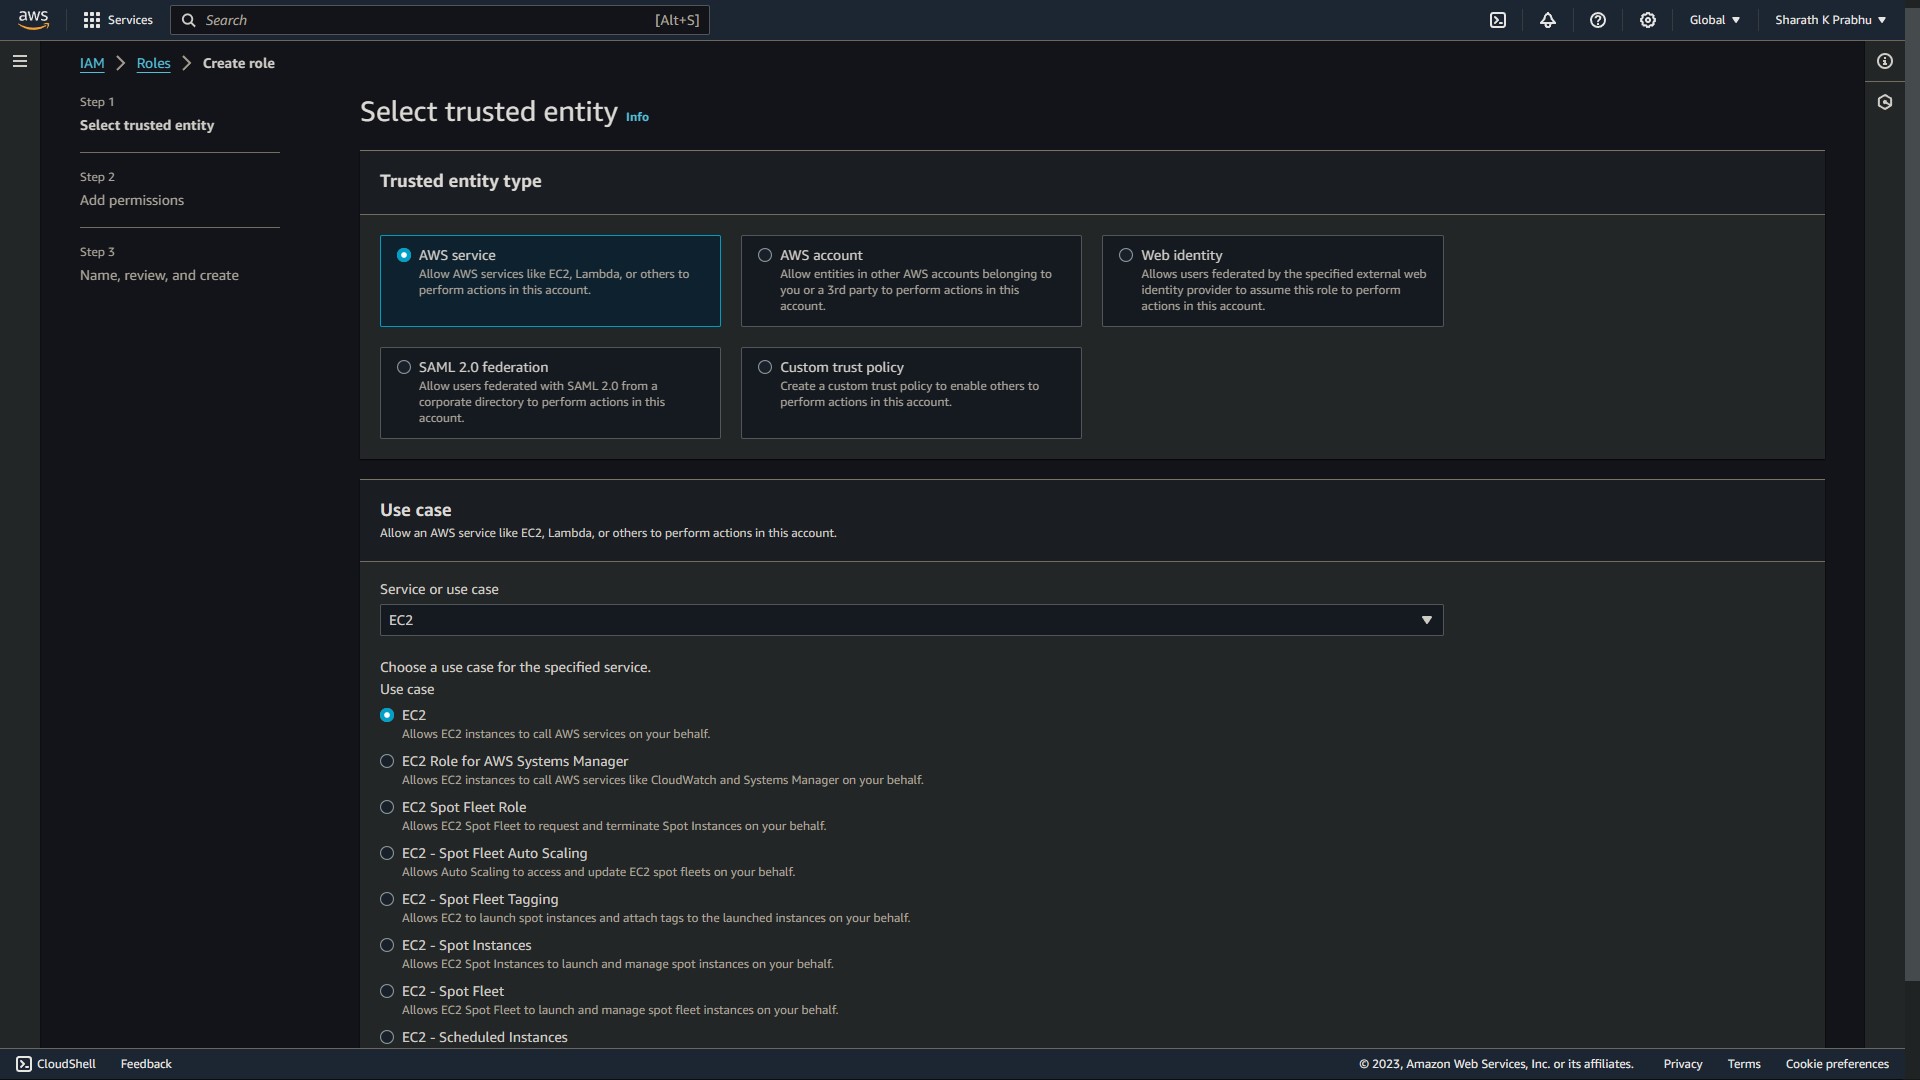 aws
Services
Search
[Alt+S]
Global
Sharath K Prabhu
IAM
Roles
Create role
Step 1
Select trusted entity
Step 2
Add permissions
Step 3
Name, review, and create
Select trusted entity Info
Trusted entity type
AWS service
Allow AWS services like EC2, Lambda, or others to
perform actions in this account.
AWS account
Allow entities in other AWS accounts belonging to
you or a 3rd party to perform actions in this
account.
Web identity
Allows users federated by the specified external web
identity provider to assume this role to perform
actions in this account.
SAML 2.0 federation
Allow users federated with SAML 2.0 from a
corporate directory to perform actions in this
account.
Custom trust policy
Create a custom trust policy to enable others to
perform actions in this account.
Use case
Allow an AWS service like EC2, Lambda, or others to perform actions in this account.
Service or use case
EC2
Choose a use case for the specified service.
Use case
EC2
Allows EC2 instances to call AWS services on your behalf.
EC2 Role for AWS Systems Manager
Allows EC2 instances to call AWS services like CloudWatch and Systems Manager on your behalf.
EC2 Spot Fleet Role
Allows EC2 Spot Fleet to request and terminate Spot Instances on your behalf.
EC2 - Spot Fleet Auto Scaling
Allows Auto Scaling to access and update EC2 spot fleets on your behalf.
EC2 - Spot Fleet Tagging
Allows EC2 to launch spot instances and attach tags to the launched instances on your behalf.
EC2 - Spot Instances
Allows EC2 Spot Instances to launch and manage spot instances on your behalf.
EC2 - Spot Fleet
Allows EC2 Spot Fleet to launch and manage spot fleet instances on your behalf.
EC2 - Scheduled Instances
CloudShell
Feedback
© 2023, Amazon Web Services, Inc. or its affiliates.
Privacy
Terms
Cookie preferences